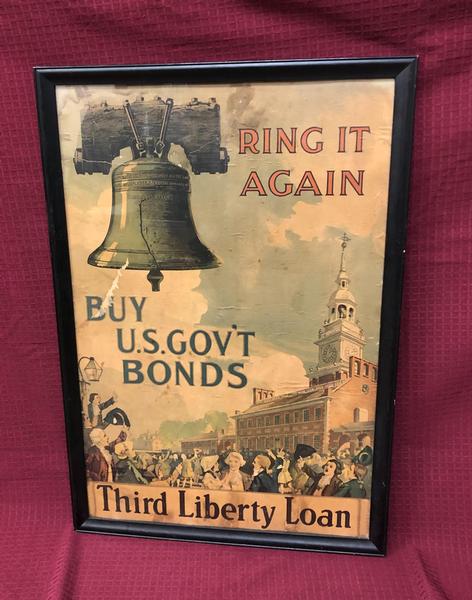 RING IT
AGAIN
BUY
U.S. GOV'T
BONDS
Third Liberty Loan